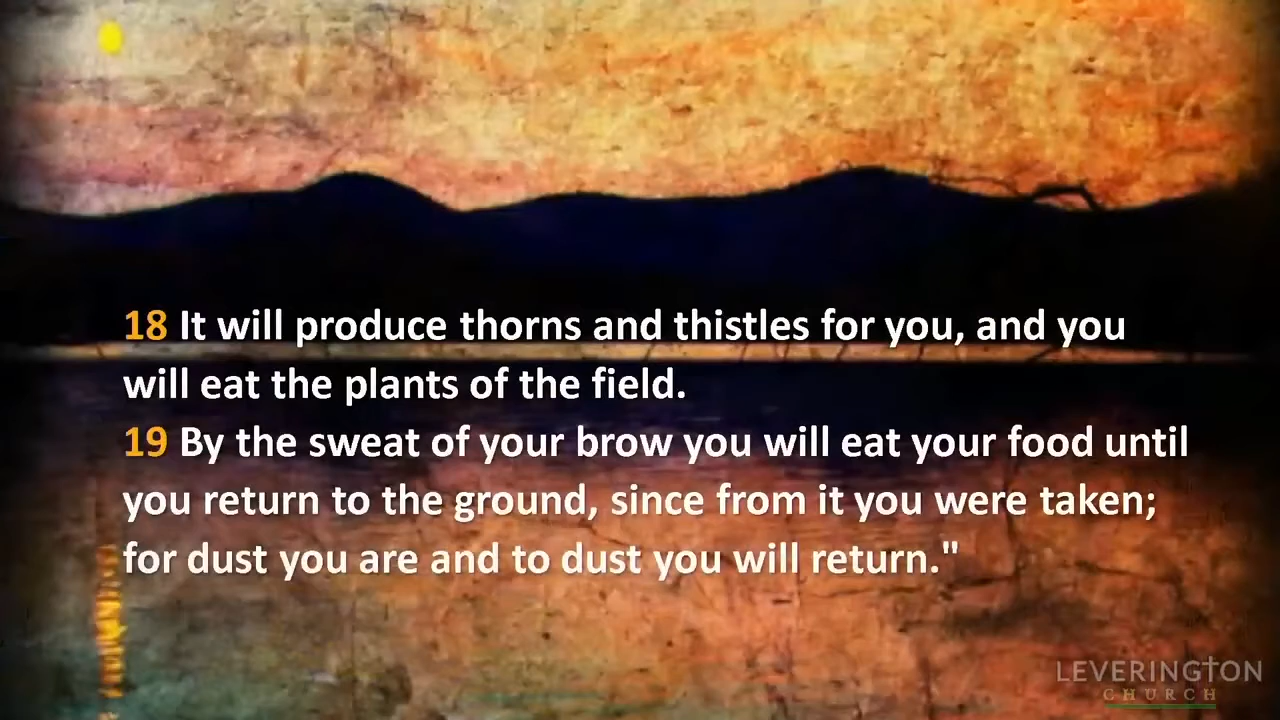 18 It will produce thorns and thistles for you, and you
will eat the plants of the field.
19 By the sweat of your brow you will eat your food until
you return to the ground, since from it you were taken;
for dust you are and to dust you will return."
LEVERINGTON
CHURCH